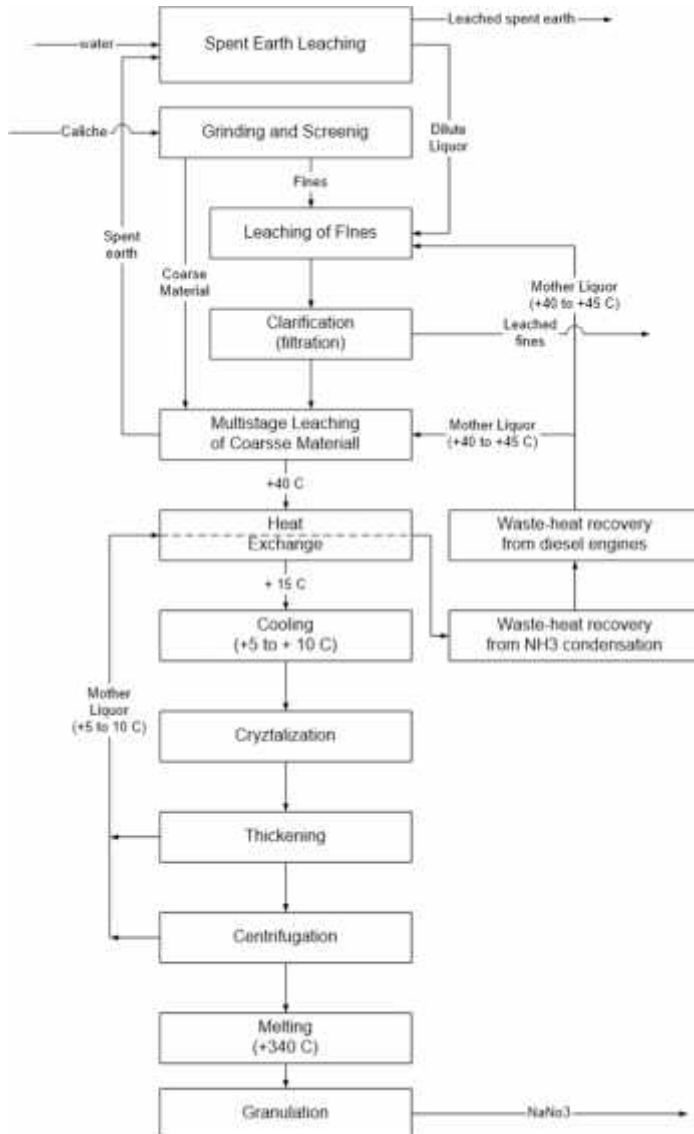 Leached spent earth
water
Spent Earth Leaching
Caliche
Grinding and Screenig
Dilute
Liquor
Fines
Spent
earth
Leaching of FInes
Coarse
Material
Mother Liquor
(+40 to +45 C)
Clarification
(filtration)
Leached
fines
Multistage Leaching
of Coarsse Materiall
Mother Liquor
(+40 to +45 C)
+40 C
Heat
Exchange
Waste-heat recovery
from diesel engines
+ 15 C
Cooling
(+5 to + 10 C)
Waste-heat recovery
from NH3 condensation
Mother
Liquor
(+5 to 10 C)
Cryztalization
Thickening
Centrifugation
Melting
(+340 C)
Granulation
NaNo3